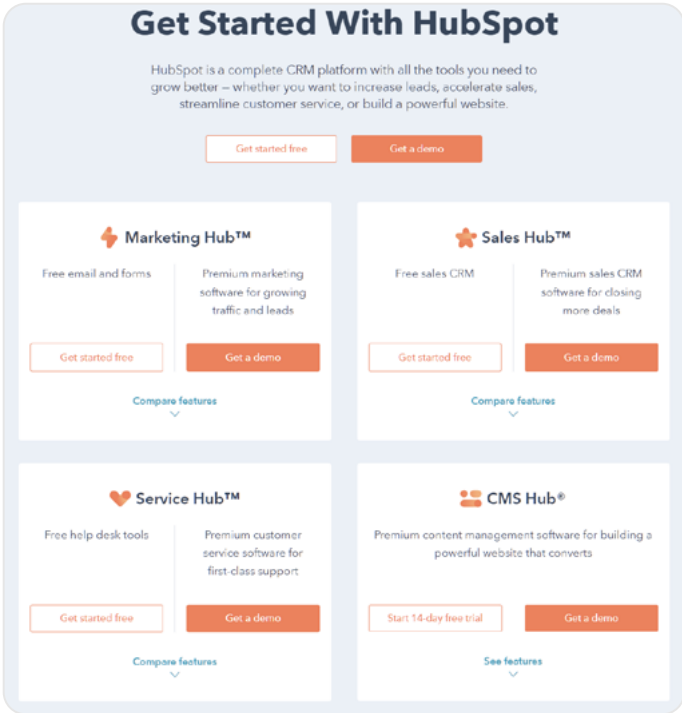 Get Started With HubSpot
HubSpot is a complete CRM platform with all the tools you need to
grow better – whether you want to increase leads, accelerate sales,
streamline customer service, or build a powerful website.
Get started free
Get a demo
Marketing Hub™
Free email and forms
Premium marketing
software for growing
traffic and leads
Get started free
Get a demo
Compare features
Sales Hub™
Free sales CRM
Premium sales CRM
software for closing
more deals
Get started free
Get a demo
Compare features
Service Hub™
Free help desk tools
Premium customer
service software for
first-class support
Get started free
Get a demo
Compare features
CMS Hub®
Premium content management software for building a
powerful website that converts
Start 14-day free trial
Get a demo
See features